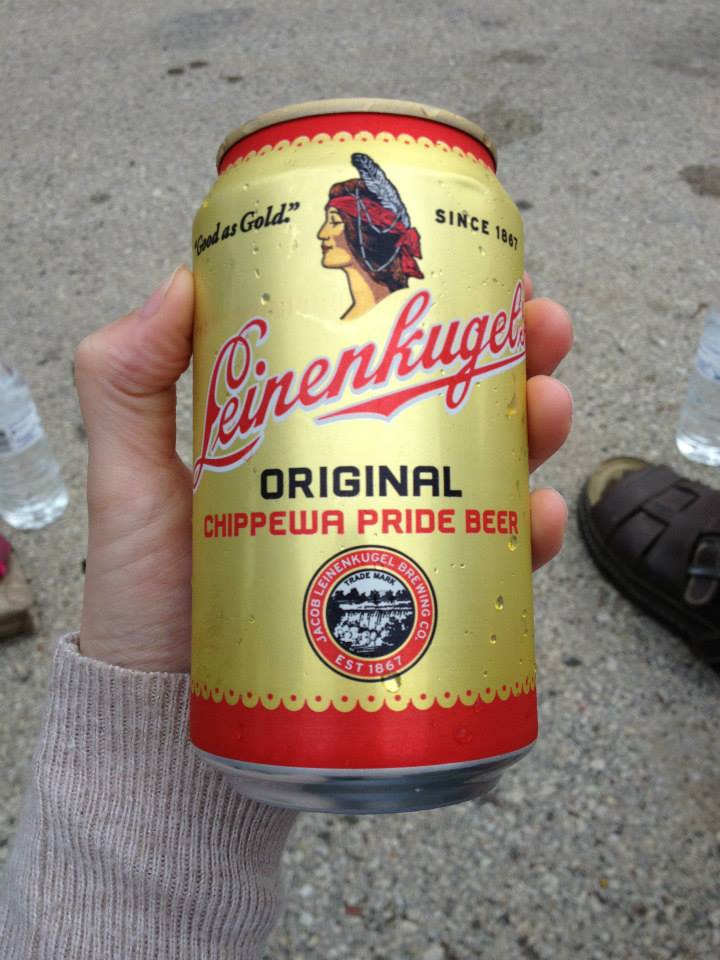 "Good as Gold."
SINCE 1867
Leinenkugel's
ORIGINAL
CHIPPEWA PRIDE BEER
JACOB LEINENKUGEL BREWING CO.
TRADE MARK
EST 1867